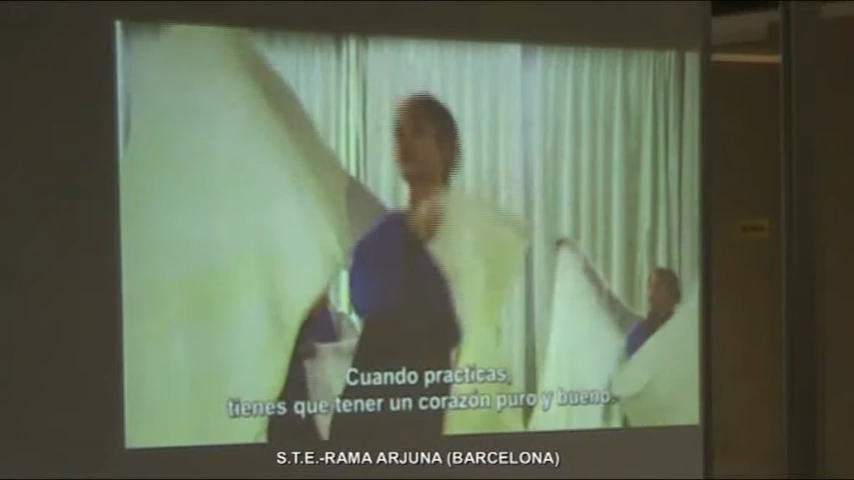 Cuando practicas,
tienes que tener un corazón puro y bueno.
S.T.E.-RAMA ARJUNA (BARCELONA)